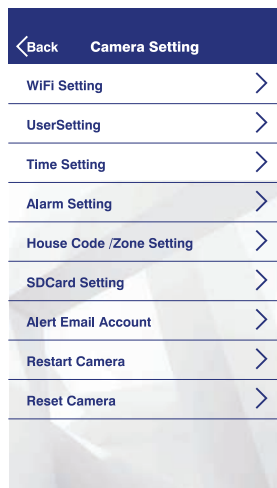 Back Camera Setting
WiFi Setting
UserSetting
Time Setting
Alarm Setting
House Code /Zone Setting
SDCard Setting
Alert Email Account
Restart Camera
Reset Camera